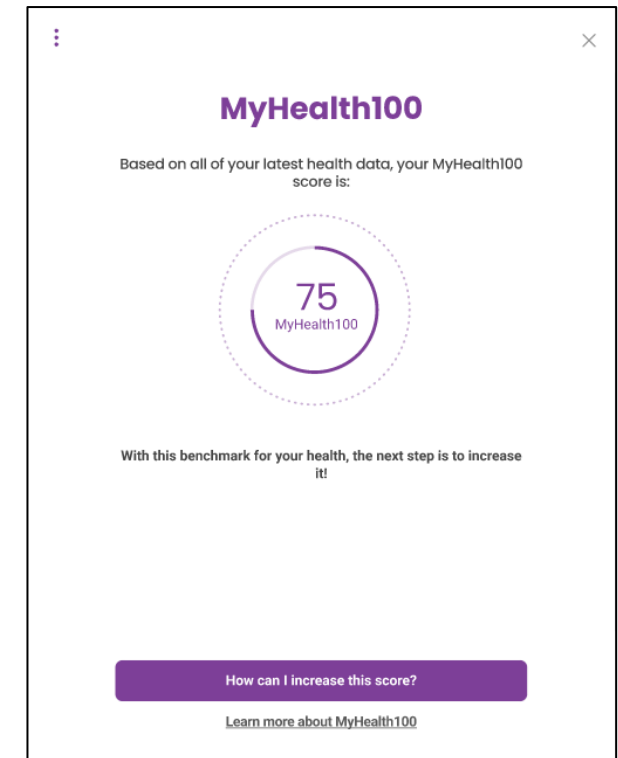 MyHealth100
Based on all of your latest health data, your MyHealth100
score is:
75
MyHealth100
With this benchmark for your health, the next step is to increase
it!
How can I increase this score?
Learn more about MyHealth100